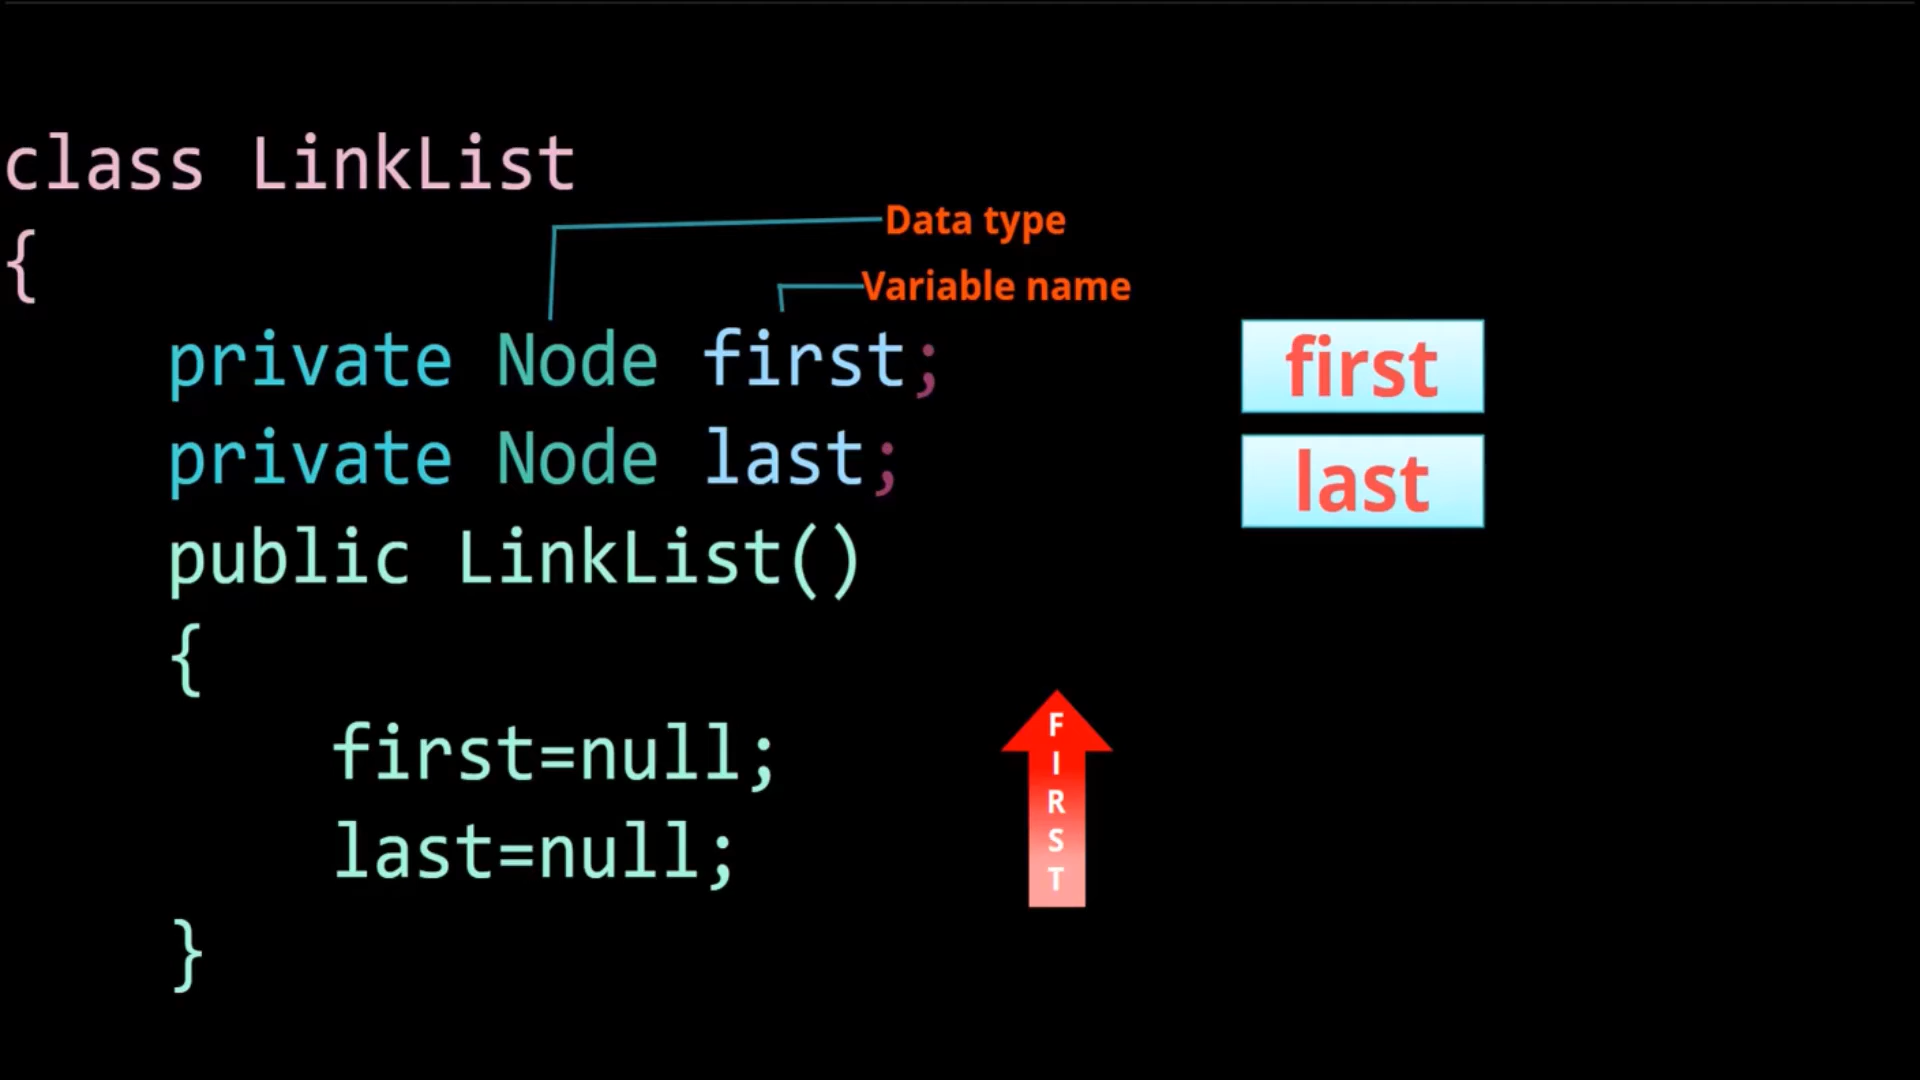 class LinkList
Data type
{
Variable name
private Node first;
first
private Node last;
last
public LinkList()
{
first=null;
last=null;
}
F
I
R
S
T